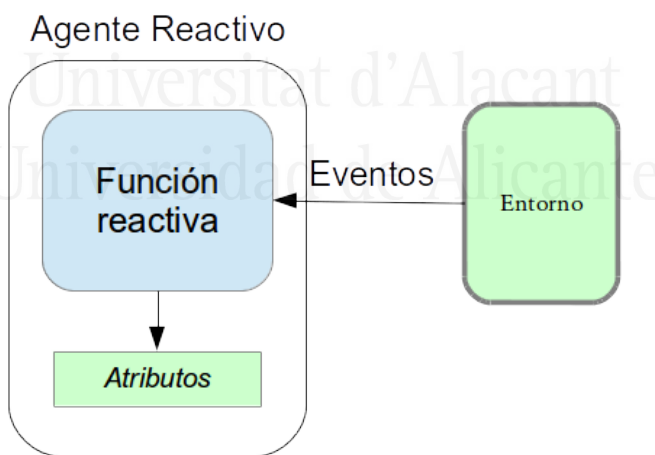 Agente Reactivo
Universitat d'Alacant
Universidad de Alicante
Función
reactiva
Eventos
Entorno
Atributos